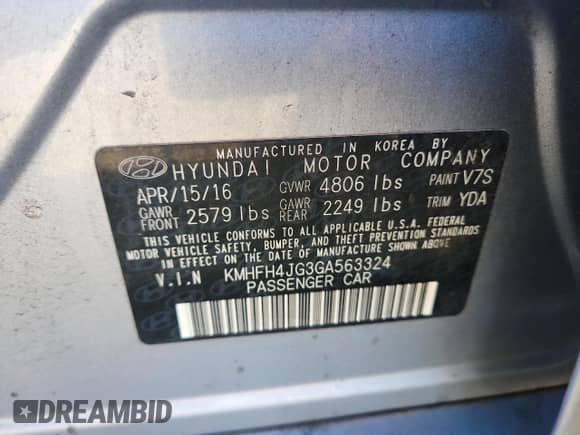 MANUFACTURED IN KOREA BY
HYUNDAI MOTOR COMPANY
APR/15/16 GVWR 4806 lbs PAINT V7S
GAWR FRONT 2579 lbs GAWR REAR 2249 lbs TRIM YDA
THIS VEHICLE CONFORMS TO ALL APPLICABLE U.S.A. FEDERAL
MOTOR VEHICLE SAFETY, BUMPER, AND THEFT PREVENTION STANDARDS
IN EFFECT ON THE DATE OF MANUFACTURE SHOWN ABOVE.
V.I.N KMHFH4JG3GA563324
PASSENGER CAR
DREAMBID